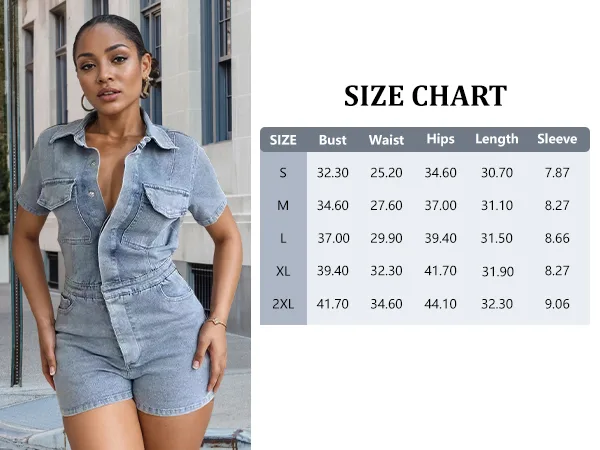 SIZE CHART
SIZE Bust Waist Hips Length Sleeve
S 32.30 25.20 34.60 30.70 7.87
M 34.60 27.60 37.00 31.10 8.27
L 37.00 29.90 39.40 31.50 8.66
XL 39.40 32.30 41.70 31.90 8.27
2XL 41.70 34.60 44.10 32.30 9.06